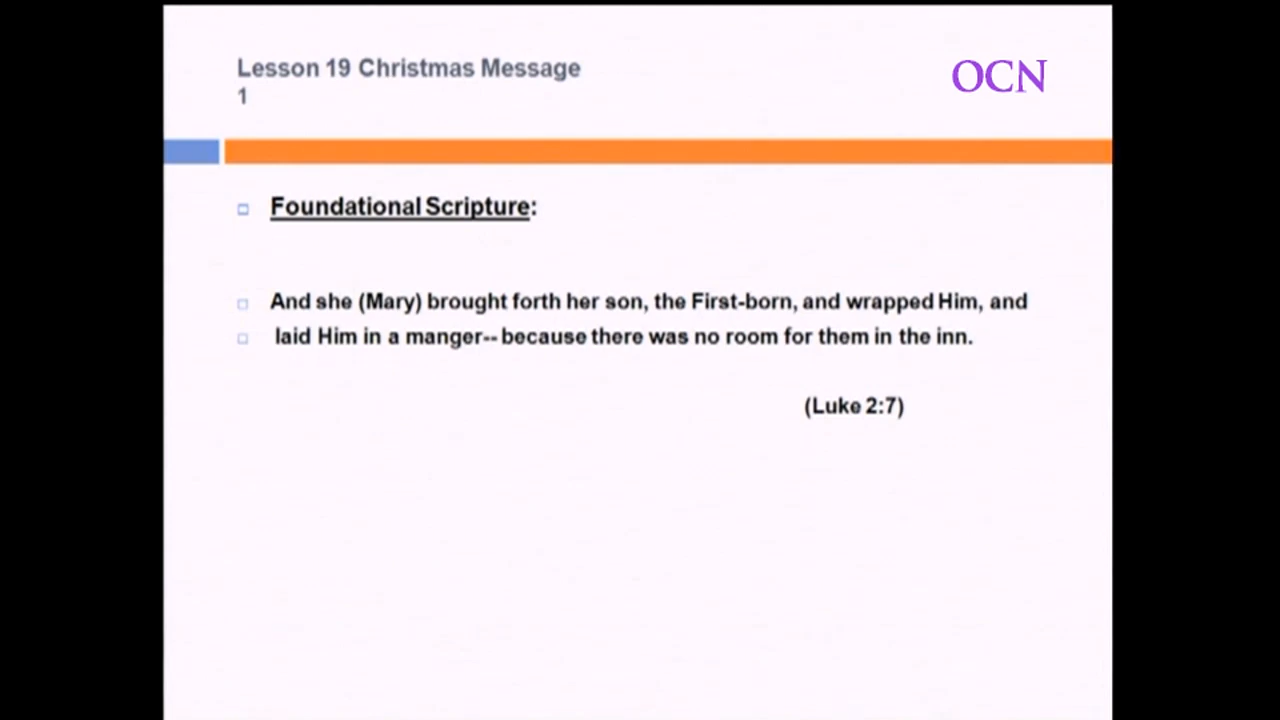 Lesson 19 Christmas Message
1
OCN
Foundational Scripture:
And she (Mary) brought forth her son, the First-born, and wrapped Him, and
laid Him in a manger-- because there was no room for them in the inn.
(Luke 2:7)